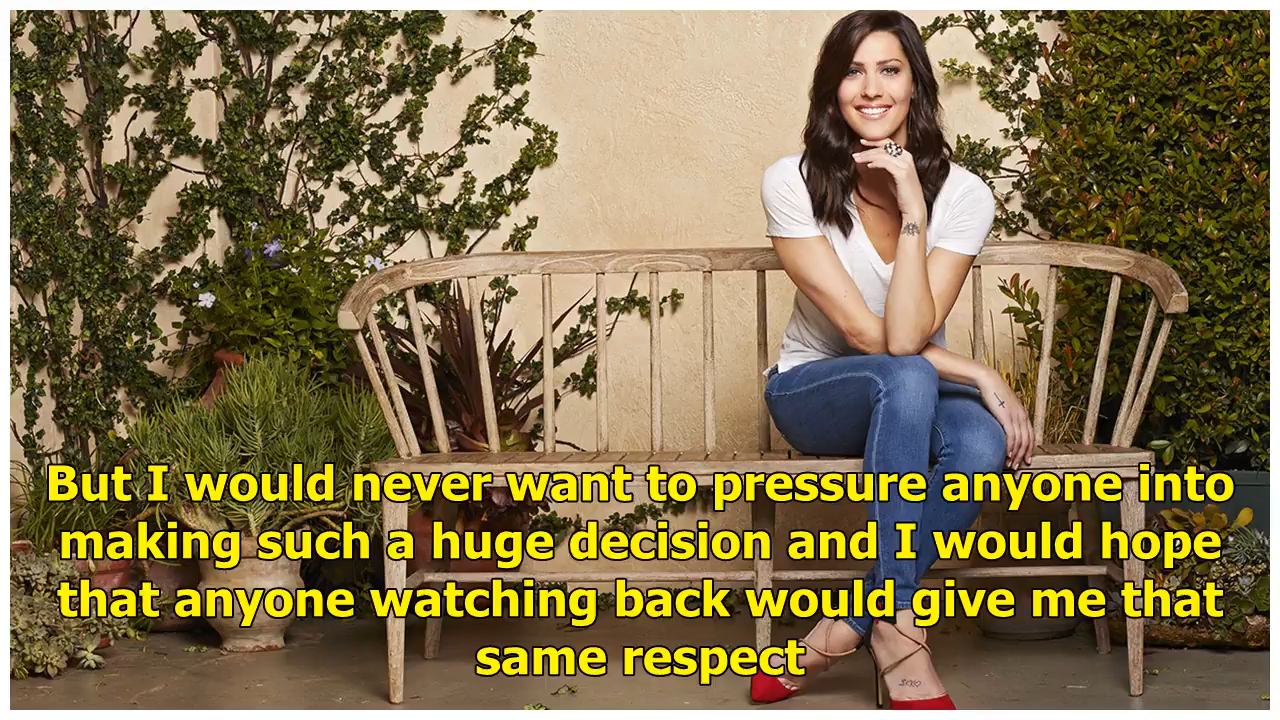 But I would never want to pressure anyone into
making such a huge decision and I would hope
that anyone watching back would give me that
same respect